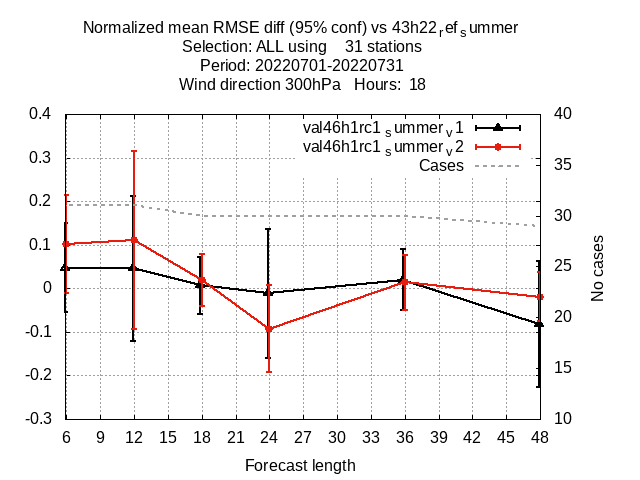 Normalized mean RMSE diff (95% conf) vs 43h22refsummer
Selection: ALL using 31 stations
Period: 20220701-20220731
Wind direction 300hPa Hours: 18
val46h1rc1summerv1
val46h1rc1summerv2
Cases
0.4
0.3
0.2
0.1
0
-0.1
-0.2
-0.3
40
35
30
25
20
15
10
No cases
6 9 12 15 18 21 24 27 30 33 36 39 42 45 48
Forecast length